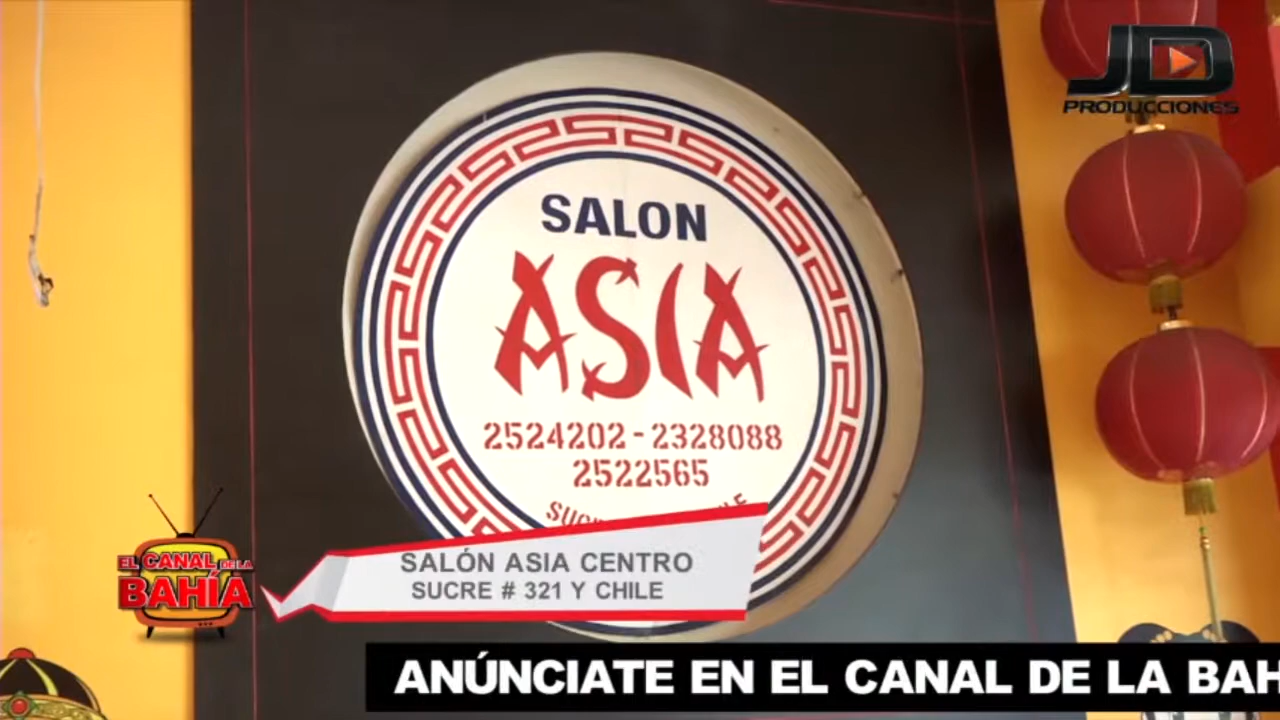 JD
PRODUCCIONES
SALON
ASIA
2524202 - 2328088
2522565
EL CANAL DE LA
BAHÍA
SALÓN ASIA CENTRO
SUCRE # 321 Y CHILE
ANÚNCIATE EN EL CANAL DE LA BAH